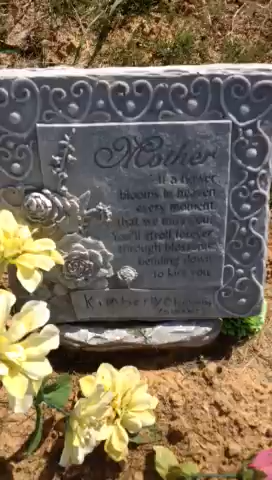 Mother
If a flower
blooms in heaven
every moment
that we miss you,
You'll stroll forever
through blossoms
bending down
to kiss you.